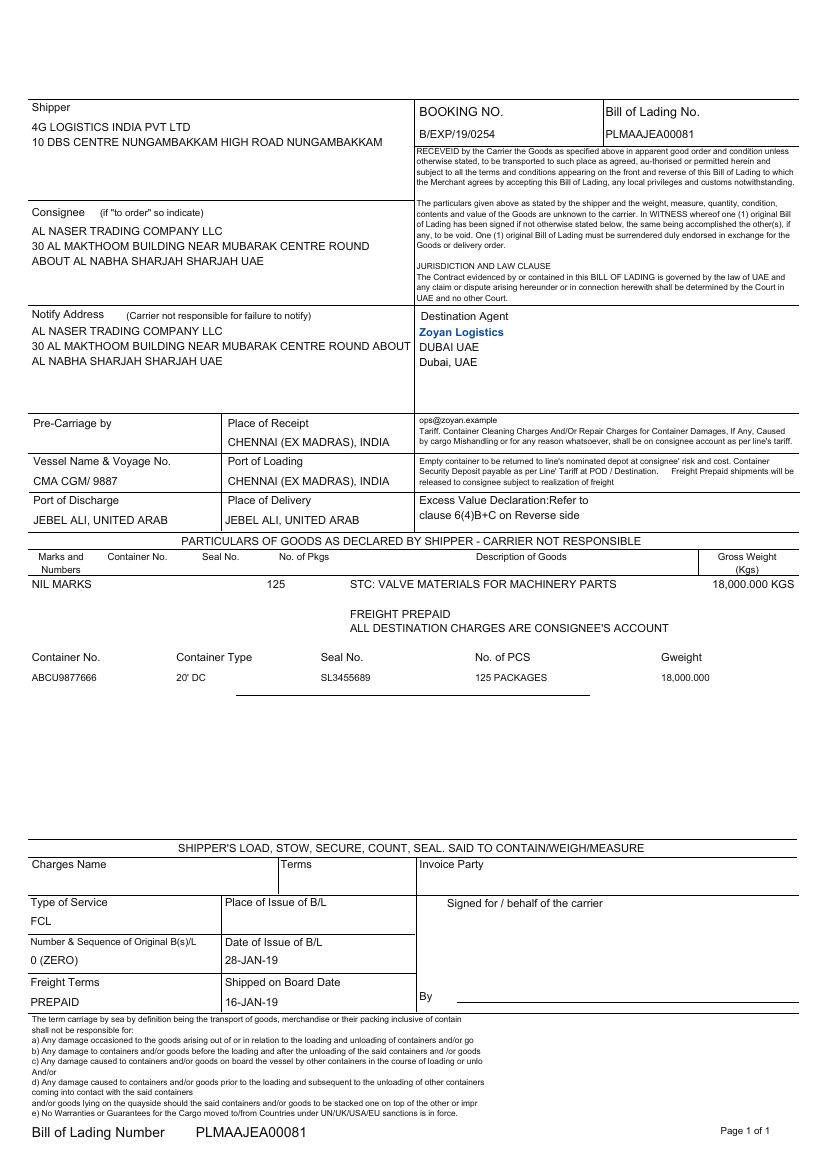 Shipper
4G LOGISTICS INDIA PVT LTD
10 DBS CENTRE NUNGAMBAKKAM HIGH ROAD NUNGAMBAKKAM
BOOKING NO.
B/EXP/19/0254
Bill of Lading No.
PLMAAJEA00081
RECEVEID by the Carrier the Goods as specified above in apparent good order and condition unless
otherwise stated, to be transported to such place as agreed, au-thorised or permitted herein and
subject to all the terms and conditions appearing on the front and reverse of this Bill of Lading to which
the Merchant agrees by accepting this Bill of Lading, any local privileges and customs notwithstanding.
The particulars given above as stated by the shipper and the weight, measure, quantity, condition,
contents and value of the Goods are unknown to the carrier. In WITNESS whereof one (1) original Bill
of Lading has been signed if not otherwise stated below, the same being accomplished the other(s), if
any, to be void. One (1) original Bill of Lading must be surrendered duly endorsed in exchange for the
Goods or delivery order.
JURISDICTION AND LAW CLAUSE
The Contract evidenced by or contained in this BILL OF LADING is governed by the law of UAE and
any claim or dispute arising hereunder or in connection herewith shall be determined by the Court in
UAE and no other Court.
Consignee (if "to order" so indicate)
AL NASER TRADING COMPANY LLC
30 AL MAKTHOOM BUILDING NEAR MUBARAK CENTRE ROUND
ABOUT AL NABHA SHARJAH SHARJAH UAE
Notify Address (Carrier not responsible for failure to notify)
AL NASER TRADING COMPANY LLC
30 AL MAKTHOOM BUILDING NEAR MUBARAK CENTRE ROUND ABOUT
AL NABHA SHARJAH SHARJAH UAE
Destination Agent
Zoyan Logistics
DUBAI UAE
Dubai, UAE
ops@zoyan.example
Tariff. Container Cleaning Charges And/Or Repair Charges for Container Damages, If Any, Caused
by cargo Mishandling or for any reason whatsoever, shall be on consignee account as per line's tariff.
Pre-Carriage by
Place of Receipt
CHENNAI (EX MADRAS), INDIA
Vessel Name & Voyage No.
CMA CGM/ 9887
Port of Loading
CHENNAI (EX MADRAS), INDIA
Empty container to be returned to line's nominated depot at consignee' risk and cost. Container
Security Deposit payable as per Line' Tariff at POD / Destination. Freight Prepaid shipments will be
released to consignee subject to realization of freight
Port of Discharge
JEBEL ALI, UNITED ARAB
Place of Delivery
JEBEL ALI, UNITED ARAB
Excess Value Declaration:Refer to
clause 6(4)B+C on Reverse side
PARTICULARS OF GOODS AS DECLARED BY SHIPPER - CARRIER NOT RESPONSIBLE
Marks and Numbers Container No. Seal No. No. of Pkgs Description of Goods Gross Weight (Kgs)
NIL MARKS 125 STC: VALVE MATERIALS FOR MACHINERY PARTS 18,000.000 KGS
FREIGHT PREPAID
ALL DESTINATION CHARGES ARE CONSIGNEE'S ACCOUNT
Container No. Container Type Seal No. No. of PCS Gweight
ABCU9877666 20' DC SL3455689 125 PACKAGES 18,000.000
SHIPPER'S LOAD, STOW, SECURE, COUNT, SEAL. SAID TO CONTAIN/WEIGH/MEASURE
Charges Name Terms Invoice Party
Type of Service
FCL
Place of Issue of B/L
Signed for / behalf of the carrier
Number & Sequence of Original B(s)/L
0 (ZERO)
Date of Issue of B/L
28-JAN-19
Freight Terms
PREPAID
Shipped on Board Date
16-JAN-19
By
The term carriage by sea by definition being the transport of goods, merchandise or their packing inclusive of contain
shall not be responsible for:
a) Any damage occasioned to the goods arising out of or in relation to the loading and unloading of containers and/or go
b) Any damage to containers and/or goods before the loading and after the unloading of the said containers and /or goods
c) Any damage caused to containers and/or goods on board the vessel by other containers in the course of loading or unlo
And/or
d) Any damage caused to containers and/or goods prior to the loading and subsequent to the unloading of other containers
coming into contact with the said containers
and/or goods lying on the quayside should the said containers and/or goods to be stacked one on top of the other or impr
e) No Warranties or Guarantees for the Cargo moved to/from Countries under UN/UK/USA/EU sanctions is in force.
Bill of Lading Number PLMAAJEA00081
Page 1 of 1